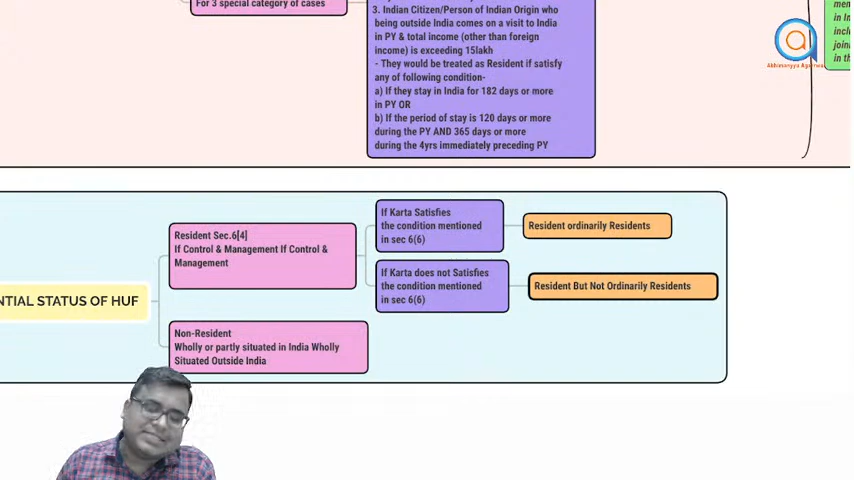 For 3 special category of cases
3. Indian Citizen/Person of Indian Origin who
being outside India comes on a visit to India
in PY & total income (other than foreign
income) is exceeding 15lakh
- They would be treated as Resident if satisfy
any of following condition-
a) If they stay in India for 182 days or more
in PY OR
b) If the period of stay is 120 days or more
during the PY AND 365 days or more
during the 4yrs immediately preceding PY
in In
incl
join
in th
NTIAL STATUS OF HUF
Resident Sec.6[4]
If Control & Management If Control &
Management
If Karta Satisfies
the condition mentioned
in sec 6(6)
Resident ordinarily Residents
If Karta does not Satisfies
the condition mentioned
in sec 6(6)
Resident But Not Ordinarily Residents
Non-Resident
Wholly or partly situated in India Wholly
Situated Outside India